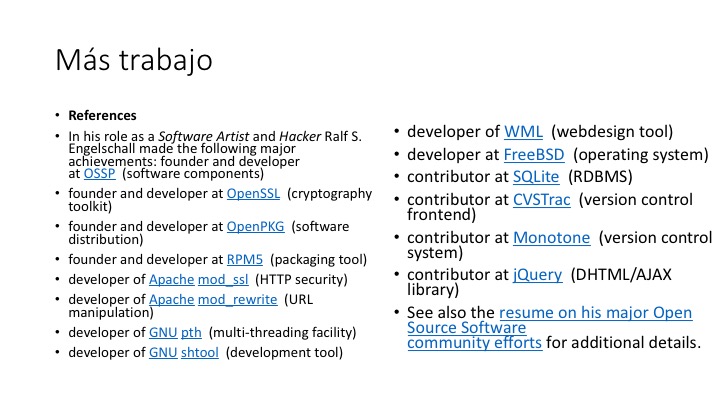 Más trabajo
• References
• In his role as a Software Artist and Hacker Ralf S.
Engelschall made the following major
achievements: founder and developer
at OSSP (software components)
• founder and developer at OpenSSL (cryptography
toolkit)
• founder and developer at OpenPKG (software
distribution)
• founder and developer at RPM5 (packaging tool)
• developer of Apache mod_ssl (HTTP security)
• developer of Apache mod_rewrite (URL
manipulation)
• developer of GNU pth (multi-threading facility)
• developer of GNU shtool (development tool)
• developer of WML (webdesign tool)
• developer at FreeBSD (operating system)
• contributor at SQLite (RDBMS)
• contributor at CVSTrac (version control
frontend)
• contributor at Monotone (version control
system)
• contributor at jQuery (DHTML/AJAX
library)
• See also the resume on his major Open
Source Software
community efforts for additional details.